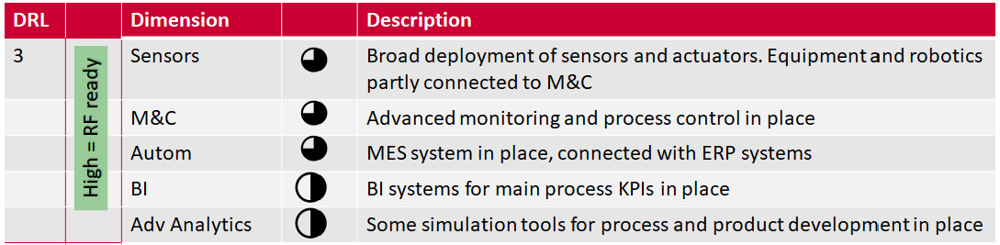 DRL Dimension Description
3 High = RF ready Sensors Broad deployment of sensors and actuators. Equipment and robotics
partly connected to M&C
M&C Advanced monitoring and process control in place
Autom MES system in place, connected with ERP systems
BI BI systems for main process KPIs in place
Adv Analytics Some simulation tools for process and product development in place